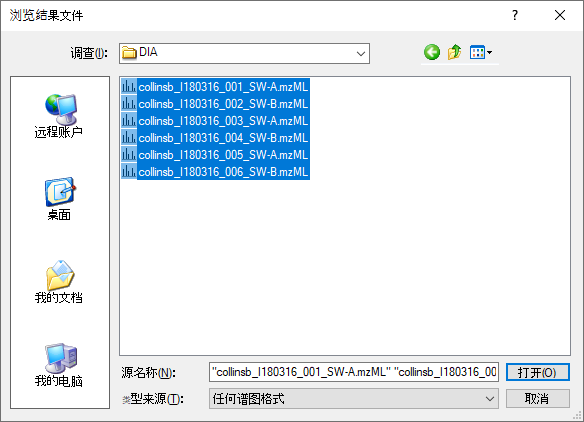 浏览结果文件
调查(I):
DIA
collinsb_I180316_001_SW-A.mzML
collinsb_I180316_002_SW-B.mzML
collinsb_I180316_003_SW-A.mzML
collinsb_I180316_004_SW-B.mzML
collinsb_I180316_005_SW-A.mzML
collinsb_I180316_006_SW-B.mzML
远程账户
桌面
我的文档
我的电脑
源名称(N):
"collinsb_I180316_001_SW-A.mzML" "collinsb_I180316_00
打开(O)
类型来源(T):
任何谱图格式
取消